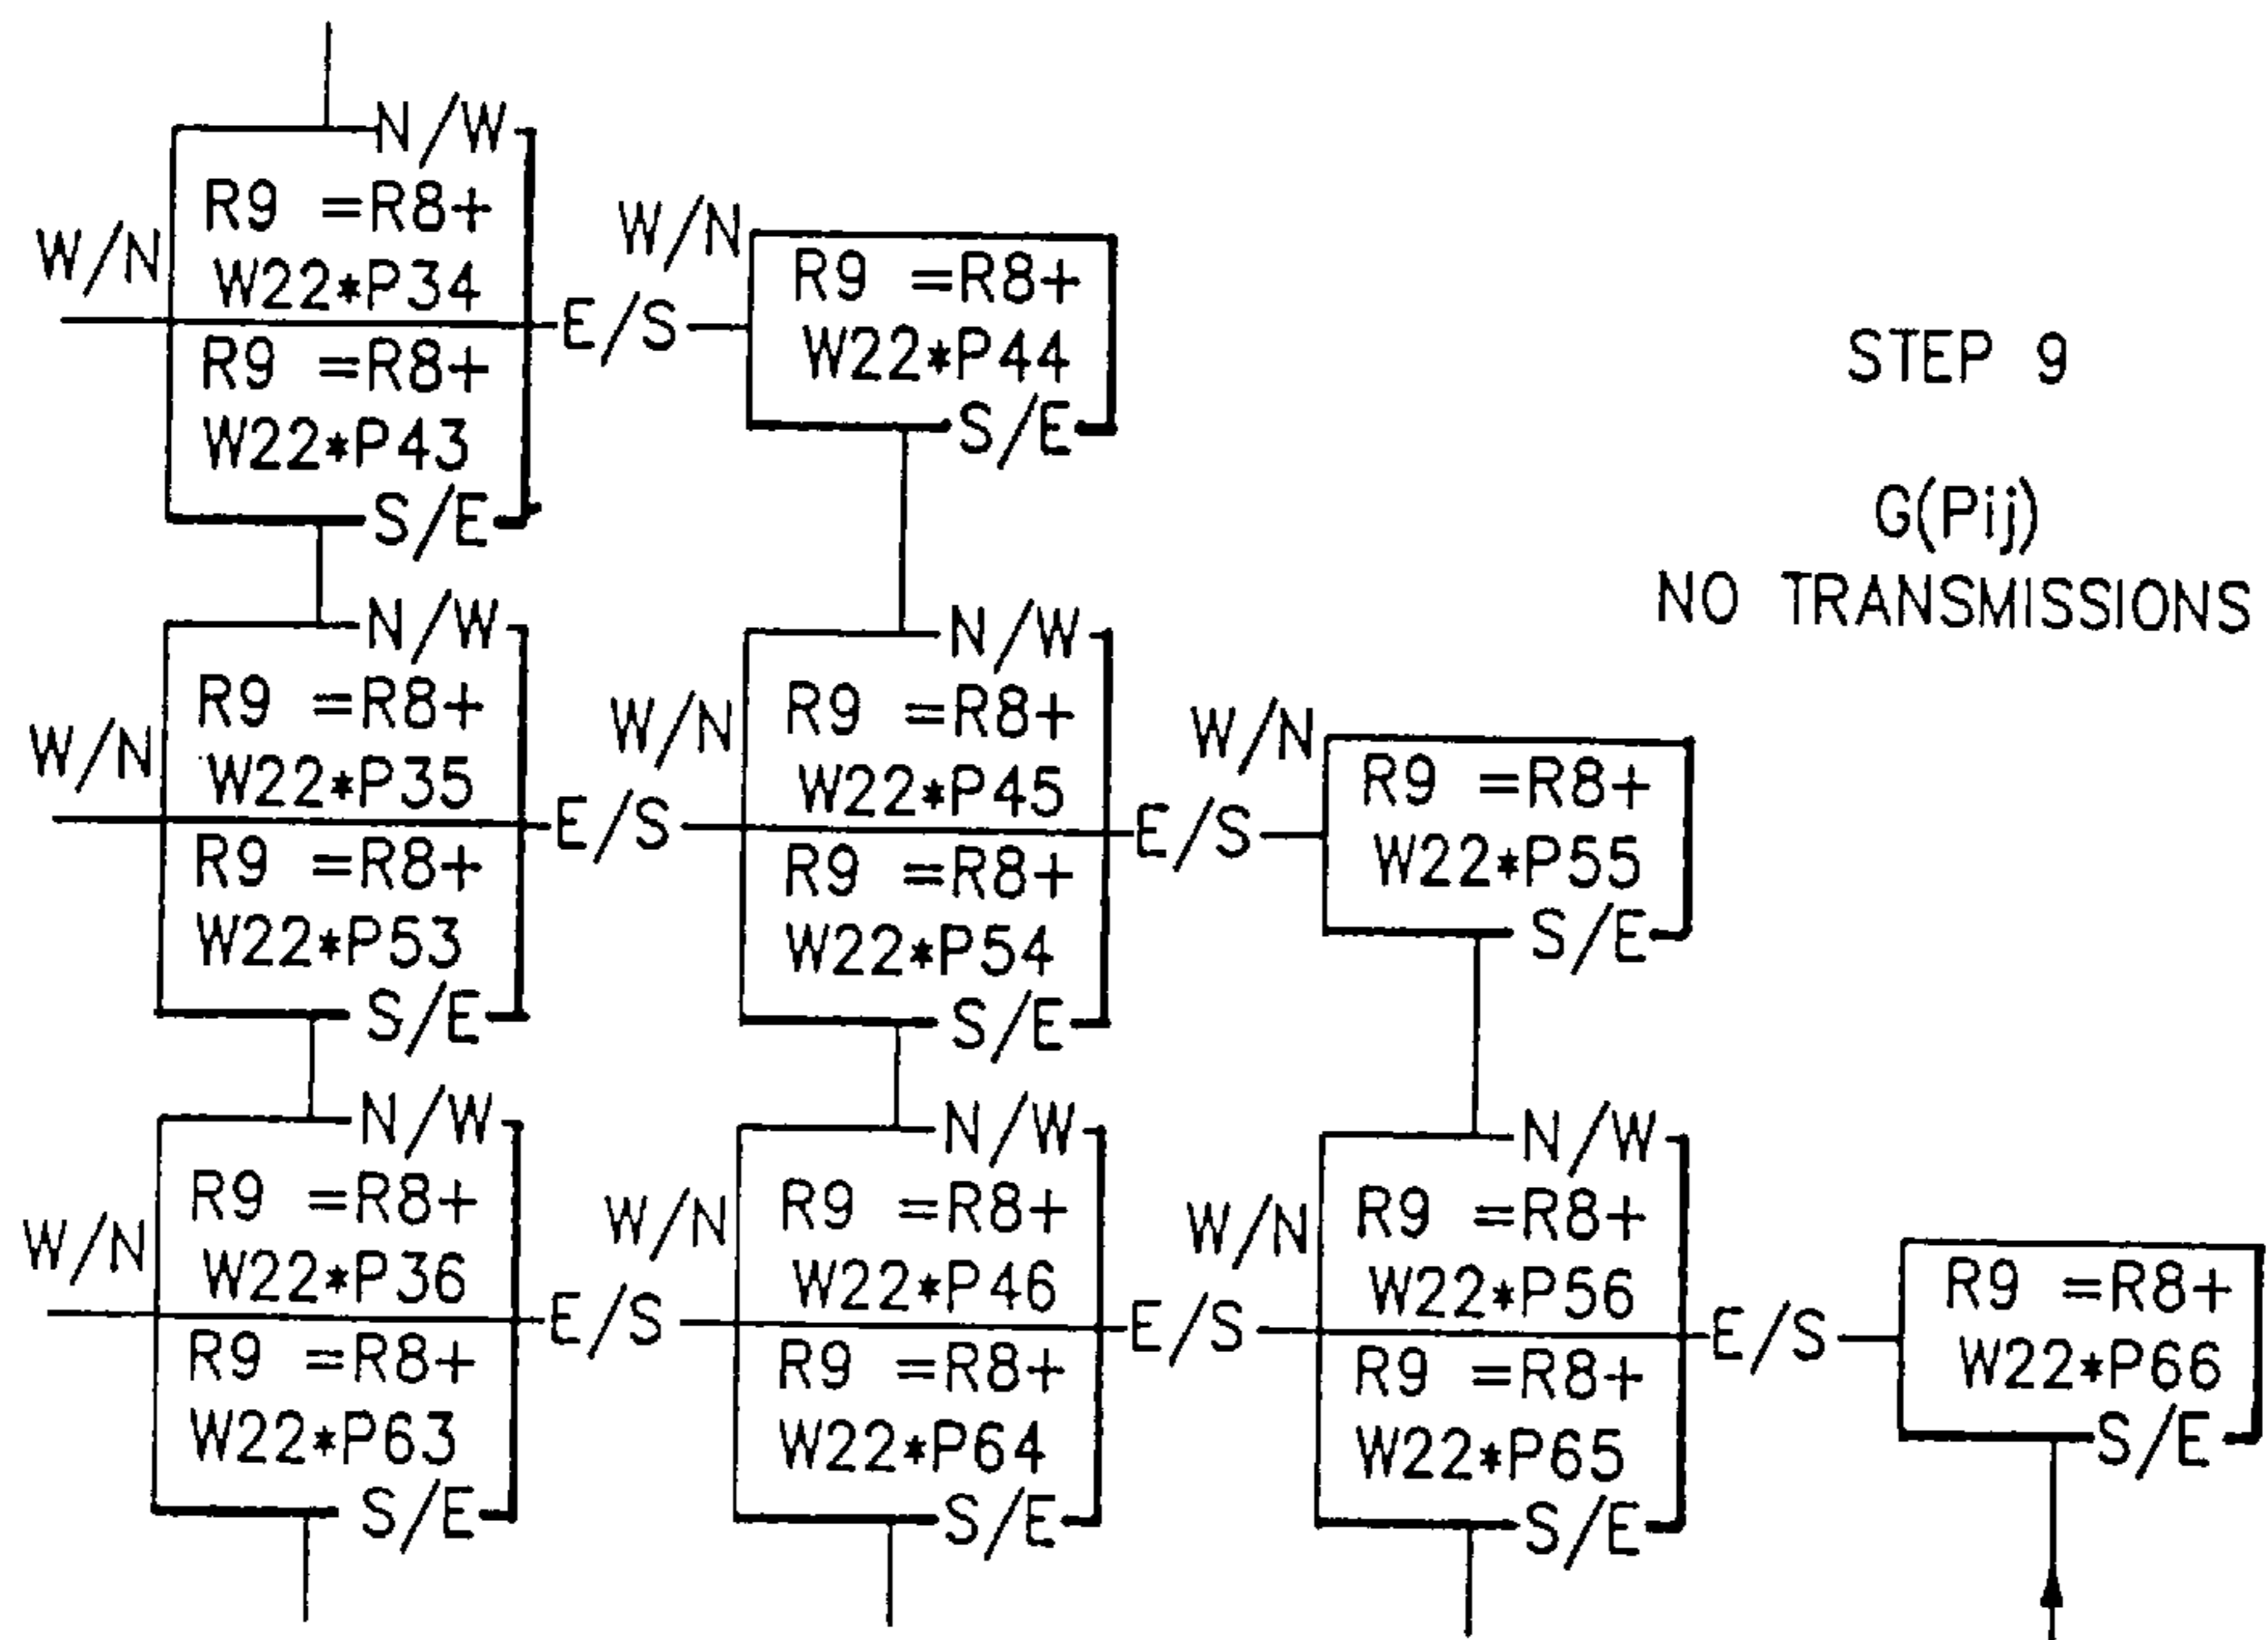 N/W
R9 =R8+
W/N
W22*P34
R9 =R8+
W22*P43
S/E
E/S
W/N
R9 =R8+
W22*P44
S/E
STEP 9
G(Pij)
NO TRANSMISSIONS
N/W
R9 =R8+
W/N
W22*P35
R9 =R8+
W22*P53
S/E
E/S
N/W
W/N
R9 =R8+
W22*P45
R9 =R8+
W22*P54
S/E
E/S
W/N
R9 =R8+
W22*P55
S/E
N/W
R9 =R8+
W/N
W22*P36
R9 =R8+
W22*P63
S/E
E/S
N/W
W/N
R9 =R8+
W22*P46
R9 =R8+
W22*P64
S/E
E/S
N/W
W/N
R9 =R8+
W22*P56
R9 =R8+
W22*P65
S/E
E/S
R9 =R8+
W22*P66
S/E